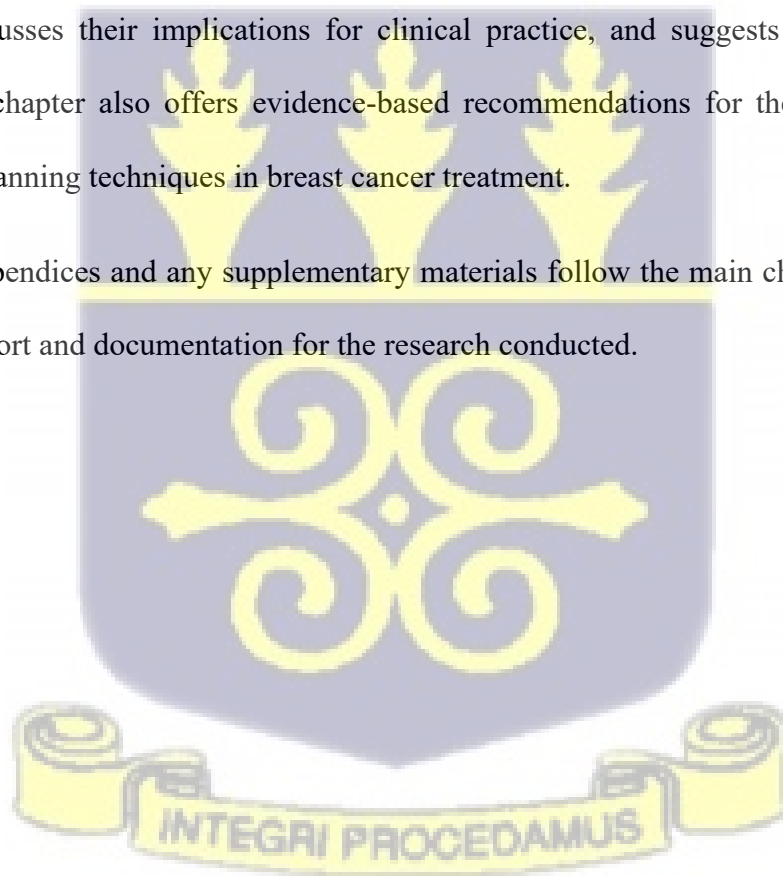 usses their implications for clinical practice, and suggests
chapter also offers evidence-based recommendations for the
anning techniques in breast cancer treatment.
pendices and any supplementary materials follow the main ch
ort and documentation for the research conducted.
INTEGRI PROCEDAMUS